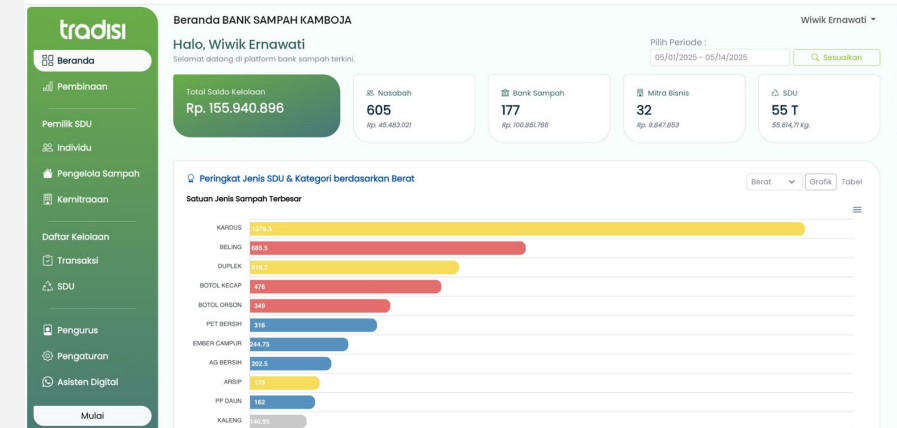 tradisi
Beranda
Pembinaan
Pemilik SDU
Individu
Pengelola Sampah
Kemitraaan
Daftar Kelolaan
Transaksi
SDU
Pengurus
Pengaturan
Asisten Digital
Mulai
Beranda BANK SAMPAH KAMBOJA
Wiwik Ernawati
Halo, Wiwik Ernawati
Selamat datang di platform bank sampah terkini.
Pilih Periode :
05/01/2025 - 05/14/2025
Sesuaikan
Total Saldo Kelolaan
Rp. 155.940.896
Nasabah
605
Rp. 45.483.021
Bank Sampah
177
Rp. 100.861.766
Mitra Bisnis
32
Rp. 9.847.853
SDU
55 T
55.614,71 Kg.
Peringkat Jenis SDU & Kategori berdasarkan Berat
Berat
Grafik
Tabel
Satuan Jenis Sampah Terbesar
KARDUS 1379.5
BELING 685.5
DUPLEK
BOTOL KECAP 476
BOTOL ORSON 349
PET BERSIH 316
EMBER CAMPUR 244.75
AG BERSIH 202.5
ARSIP 173
PP DAUN 162
KALENG